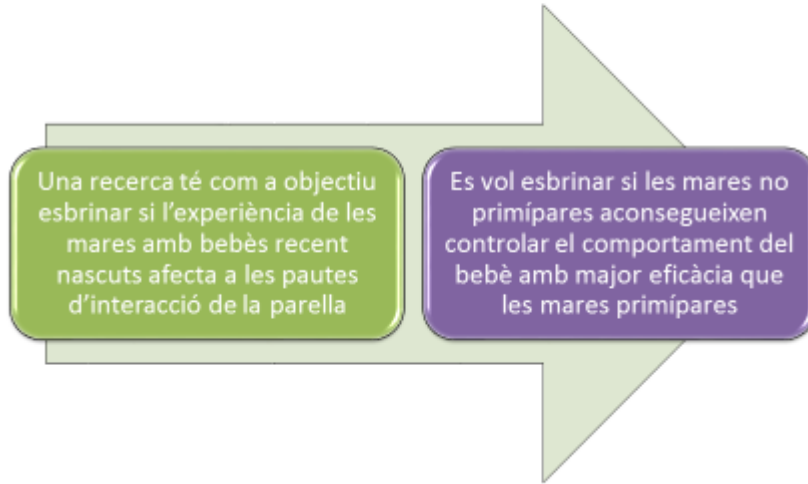 Una recerca té com a objectiu
esbrinar si l'experiència de les
mares amb bebès recent
nascuts afecta a les pautes
d'interacció de la parella
Es vol esbrinar si les mares no
primípares aconsegueixen
controlar el comportament del
bebè amb major eficàcia que
les mares primípares